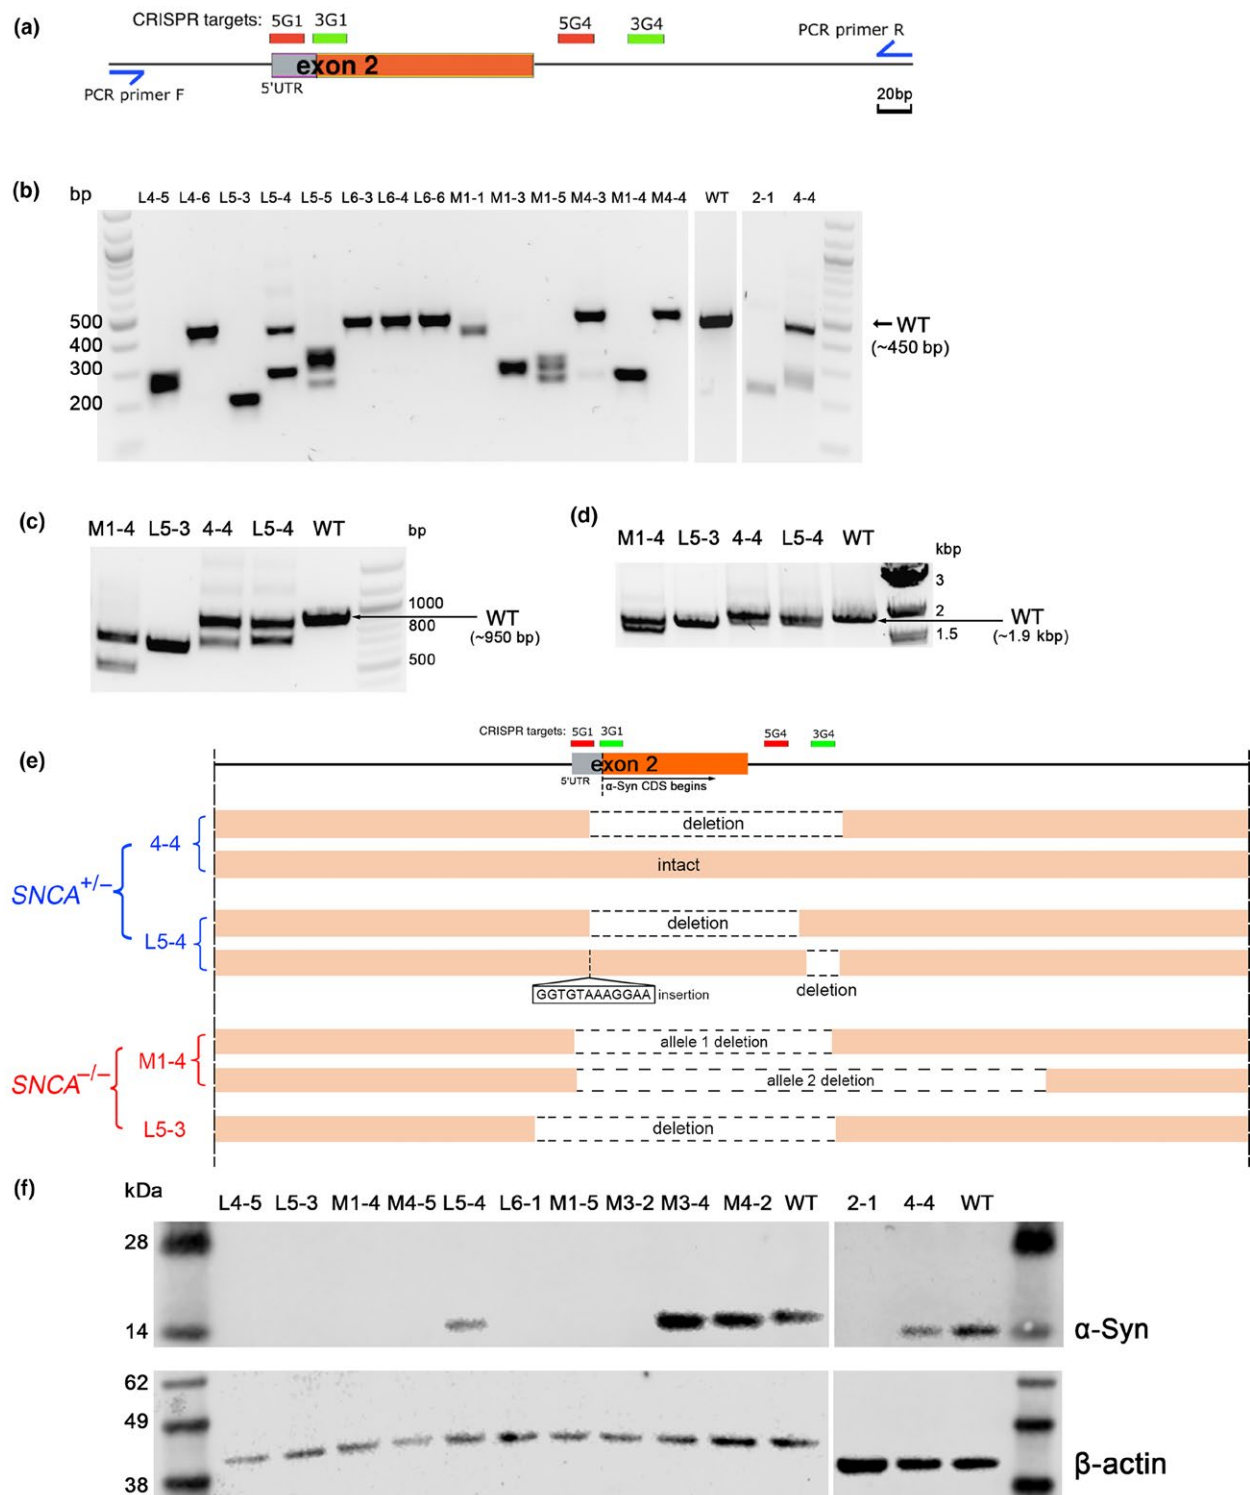 (a)
CRISPR targets: 5G1 3G1 5G4 3G4
PCR primer R
exon 2
5'UTR
PCR primer F
20bp
(b)
bp L4-5 L4-6 L5-3 L5-4 L5-5 L6-3 L6-4 L6-6 M1-1 M1-3 M1-5 M4-3 M1-4 M4-4 WT 2-1 4-4
500
400
300
200
WT
(~450 bp)
(c)
M1-4 L5-3 4-4 L5-4 WT bp
1000
800
500
WT
(~950 bp)
(d)
M1-4 L5-3 4-4 L5-4 WT kbp
3
2
1.5
WT
(~1.9 kbp)
(e)
CRISPR targets: 5G1 3G1 5G4 3G4
exon 2
5'UTR α-Syn CDS begins
deletion
4-4
intact
SNCA+/−
deletion
L5-4
GGTGTAAAGGAA insertion
deletion
allele 1 deletion
M1-4
allele 2 deletion
SNCA−/−
L5-3 deletion
(f)
kDa L4-5 L5-3 M1-4 M4-5 L5-4 L6-1 M1-5 M3-2 M3-4 M4-2 WT 2-1 4-4 WT
28
14
α-Syn
62
49
38
β-actin